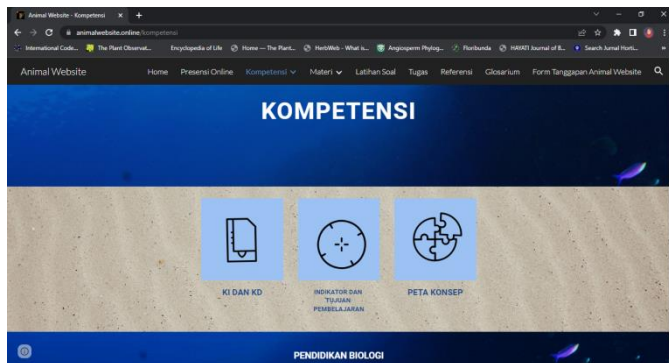 Animal Website - Kompetensi
animalwebsite.online/kompetensi
International Code... The Plant Observat... Encyclopedia of Life Home — The Plant... HerbWeb - What is... Angiosperm Phylog... Floribunda HAYATI Journal of B... Search Jurnal Horti...
Animal Website Home Presensi Online Kompetensi Materi Latihan Soal Tugas Referensi Glosarium Form Tanggapan Animal Website
KOMPETENSI
KI DAN KD
INDIKATOR DAN
TUJUAN
PEMBELAJARAN
PETA KONSEP
PENDIDIKAN BIOLOGI